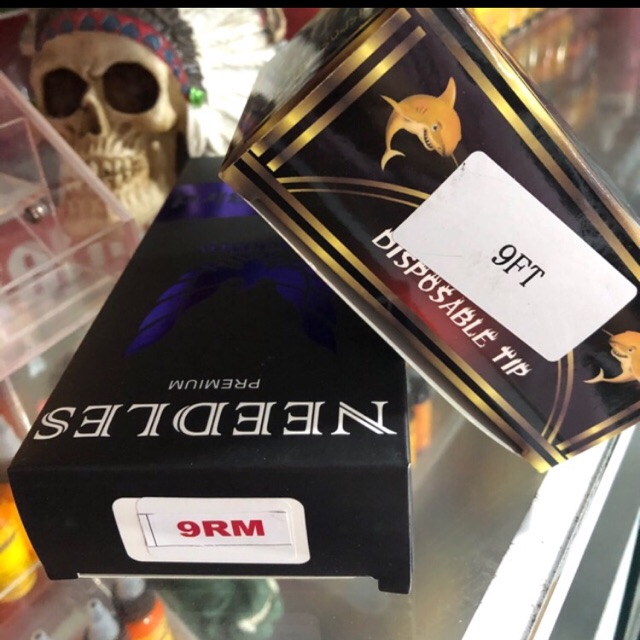 9FT
DISPOSABLE TIP
PREMIUM
NEEDLES
9RM